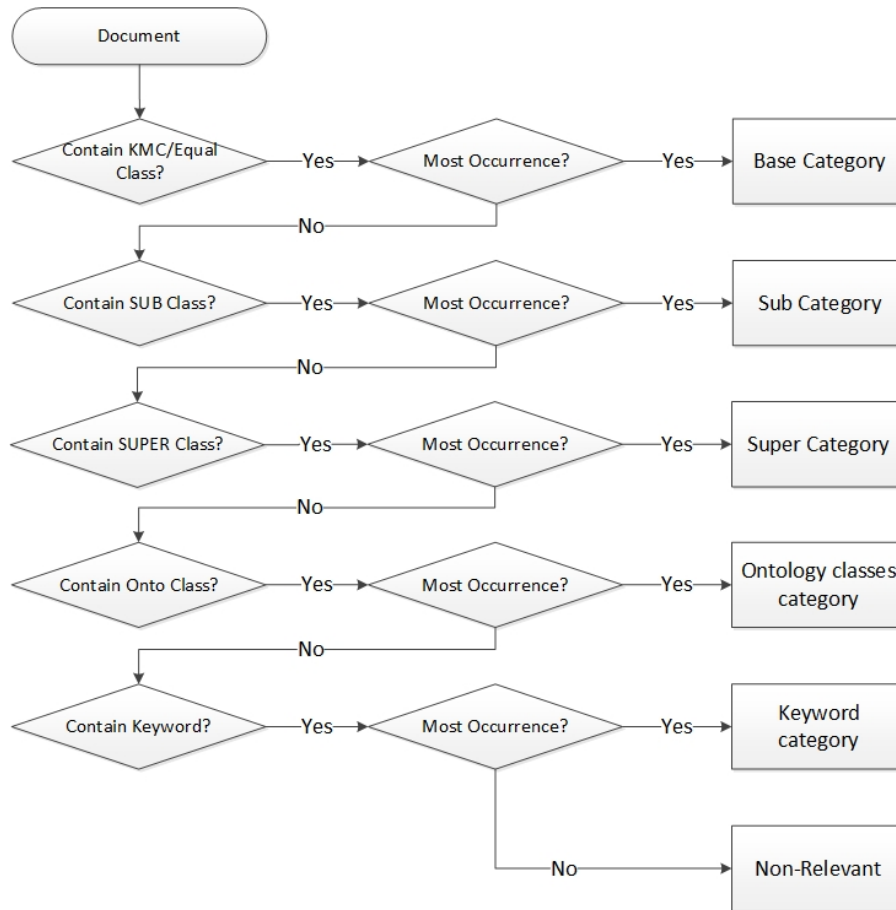 Document
Contain KMC/Equal
Class?
Yes
Most Occurrence?
Yes
Base Category
No
Contain SUB Class?
Yes
Most Occurrence?
Yes
Sub Category
No
Contain SUPER Class?
Yes
Most Occurrence?
Yes
Super Category
No
Contain Onto Class?
Yes
Most Occurrence?
Yes
Ontology classes
category
No
Contain Keyword?
Yes
Most Occurrence?
Yes
Keyword
category
No
Non-Relevant